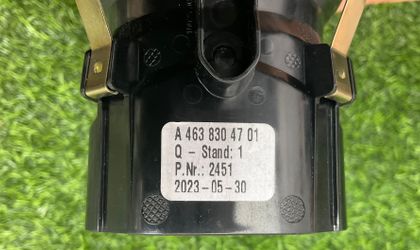 A 463 830 47 01
Q - Stand: 1
P.Nr.: 2451
2023-05-30